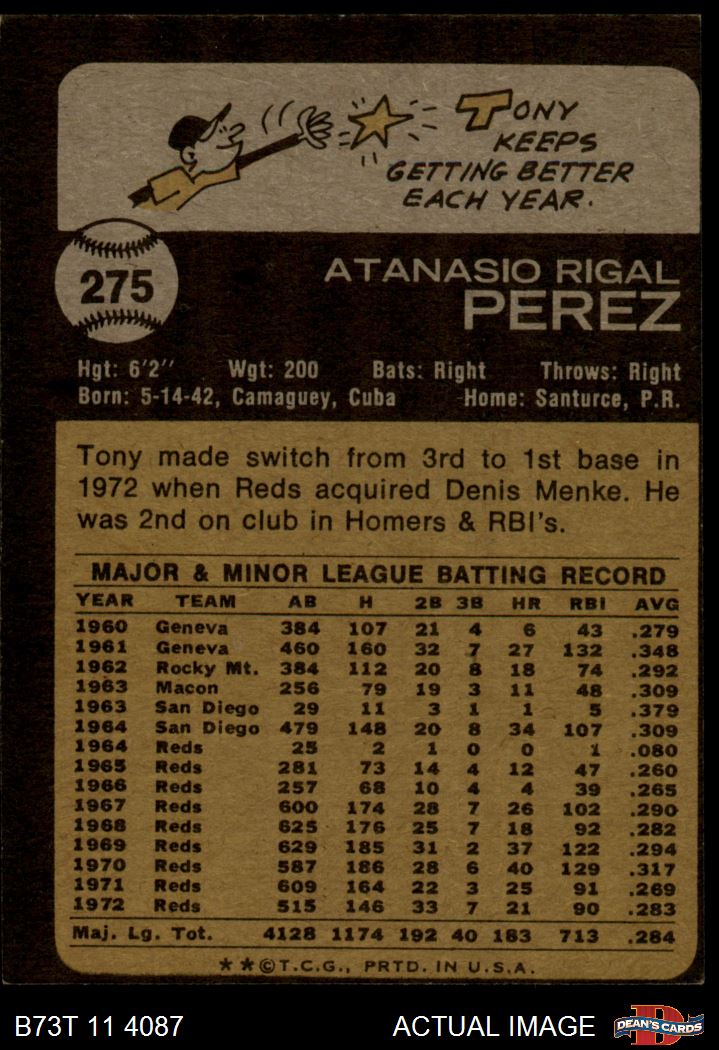 TONY
KEEPS
GETTING BETTER
EACH YEAR.
275
ATANASIO RIGAL
PEREZ
Hgt: 6'2" Wgt: 200 Bats: Right Throws: Right
Born: 5-14-42, Camaguey, Cuba Home: Santurce, P.R.
Tony made switch from 3rd to 1st base in
1972 when Reds acquired Denis Menke. He
was 2nd on club in Homers & RBI's.
MAJOR & MINOR LEAGUE BATTING RECORD
YEAR TEAM AB H 2B 3B HR RBI AVG
1960 Geneva 384 107 21 4 6 43 .279
1961 Geneva 460 160 32 7 27 132 .348
1962 Rocky Mt. 384 112 20 8 18 74 .292
1963 Macon 256 79 19 3 11 48 .309
1963 San Diego 29 11 3 1 1 5 .379
1964 San Diego 479 148 20 8 34 107 .309
1964 Reds 25 2 1 0 0 1 .080
1965 Reds 281 73 14 4 12 47 .260
1966 Reds 257 68 10 4 4 39 .265
1967 Reds 600 174 28 7 26 102 .290
1968 Reds 625 176 25 7 18 92 .282
1969 Reds 629 185 31 2 37 122 .294
1970 Reds 587 186 28 6 40 129 .317
1971 Reds 609 164 22 3 25 91 .269
1972 Reds 515 146 33 7 21 90 .283
Maj. Lg. Tot. 4128 1174 192 40 183 713 .284
★★©T.C.G., PRTD. IN U.S.A.
B73T 11 4087 ACTUAL IMAGE DEAN'S CARDS